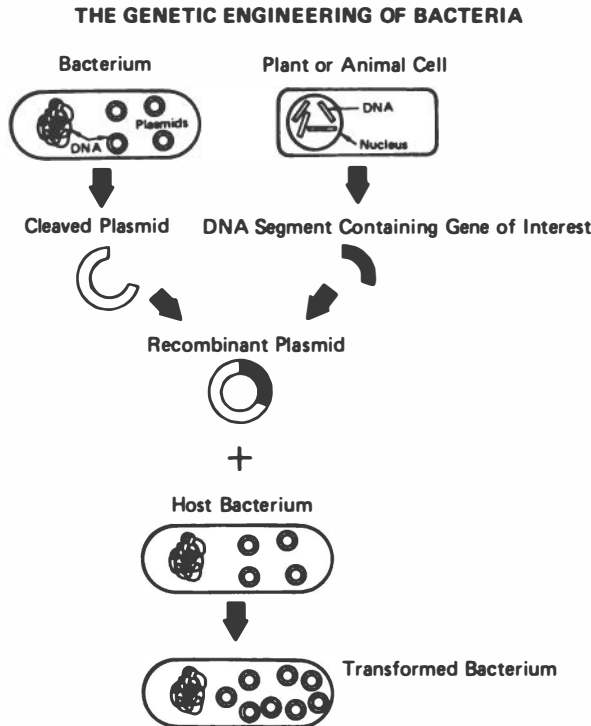 THE GENETIC ENGINEERING OF BACTERIA
Bacterium
Plant or Animal Cell
Plasmids
DNA
DNA
Nucleus
Cleaved Plasmid
DNA Segment Containing Gene of Interest
Recombinant Plasmid
+
Host Bacterium
Transformed Bacterium